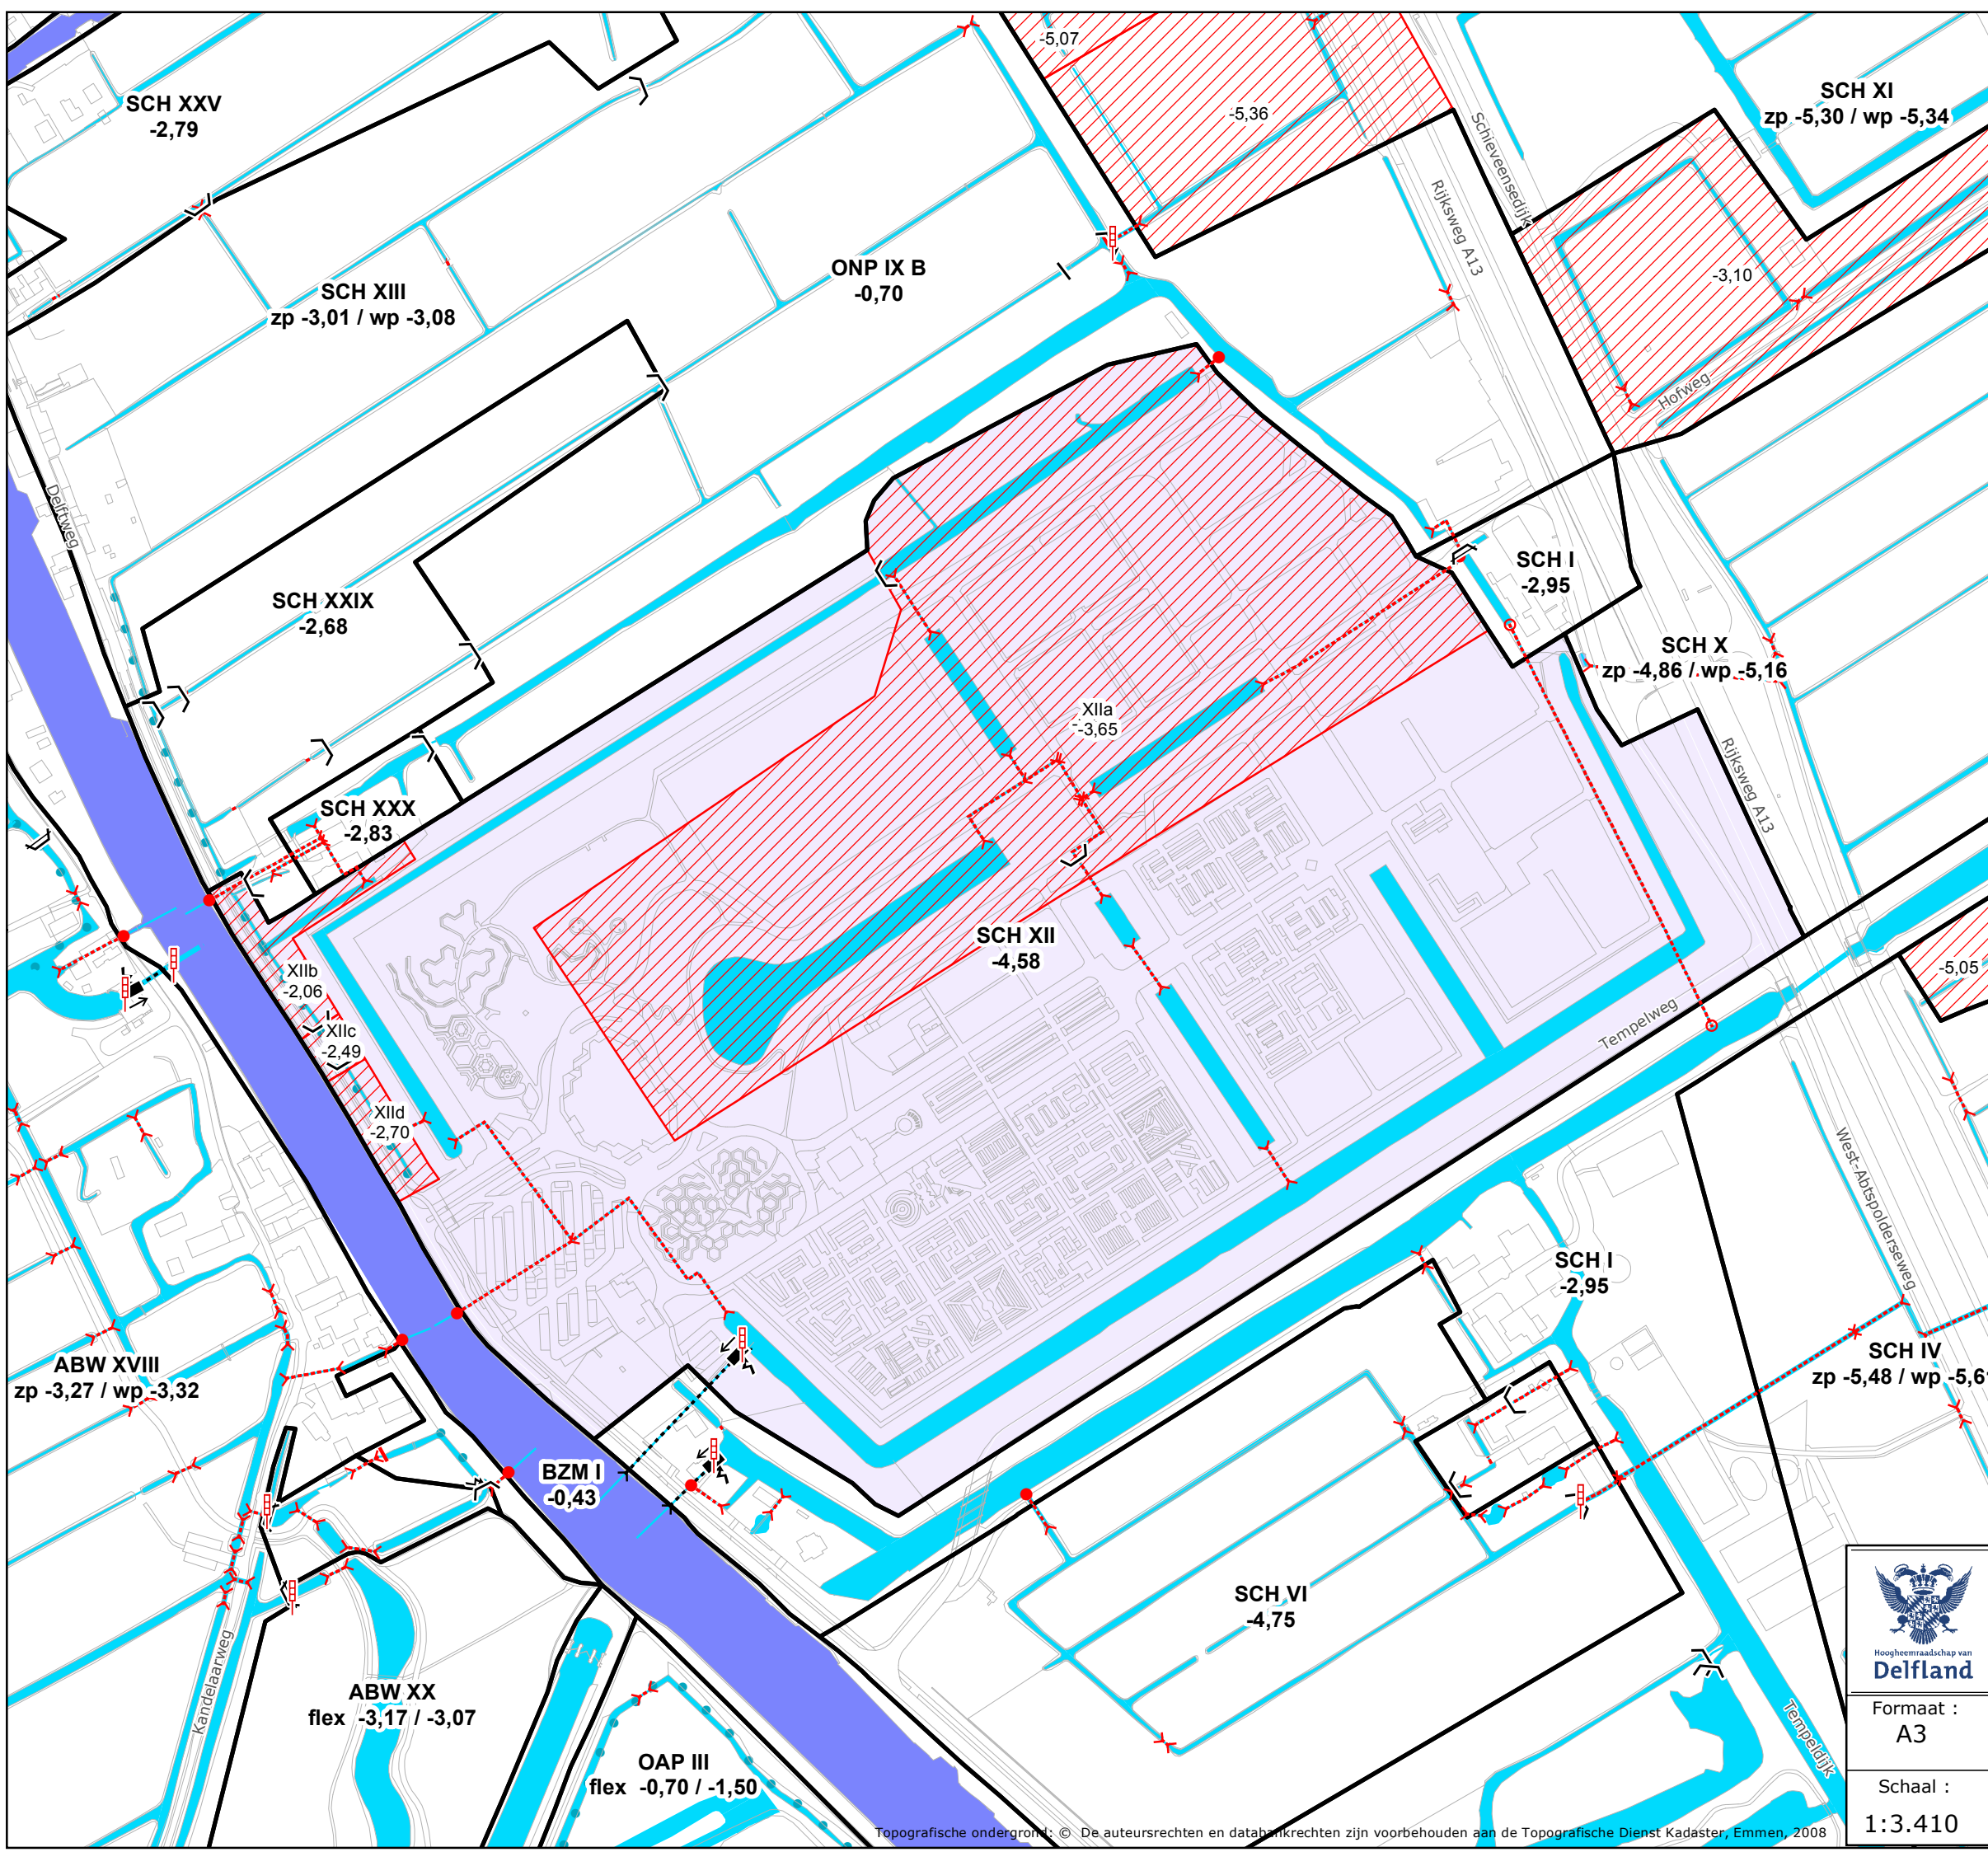 -5,07
SCH XXV
-2,79
-5,36
SCH XI
zp -5,30 / wp -5,34
Schieveensedijk
Rijksweg A13
ONP IX B
-0,70
SCH XIII
zp -3,01 / wp -3,08
-3,10
Hofweg
Delftweg
SCH I
-2,95
SCH XXIX
-2,68
SCH X
zp -4,86 / wp -5,16
XIIa
-3,65
Rijksweg A13
SCH XXX
-2,83
SCH XII
-4,58
-5,05
XIIb
-2,06
XIIc
-2,49
Tempelweg
XIId
-2,70
West-Abtspolderseweg
SCH I
-2,95
ABW XVIII
zp -3,27 / wp -3,32
SCH IV
zp -5,48 / wp
BZM I
-0,43
SCH VI
-4,75
Kandelaarweg
ABW XX
flex -3,17 / -3,07
OAP III
flex -0,70 / -1,50
Tempeldijk
Hoogheemraadschap van
Delfland
Formaat :
A3
Schaal :
1:3.410
Topografische ondergrond: © De auteursrechten en databankrechten zijn voorbehouden aan de Topografische Dienst Kadaster, Emmen, 2008